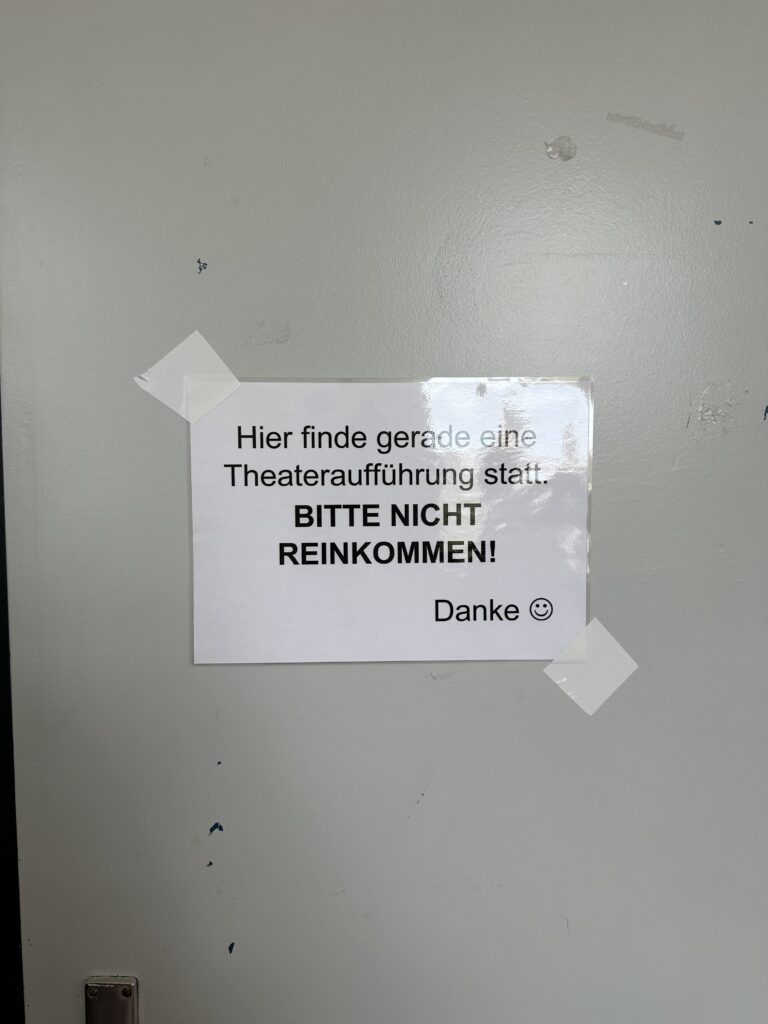 Hier finde gerade eine
Theateraufführung statt.
BITTE NICHT
REINKOMMEN!
Danke ☺